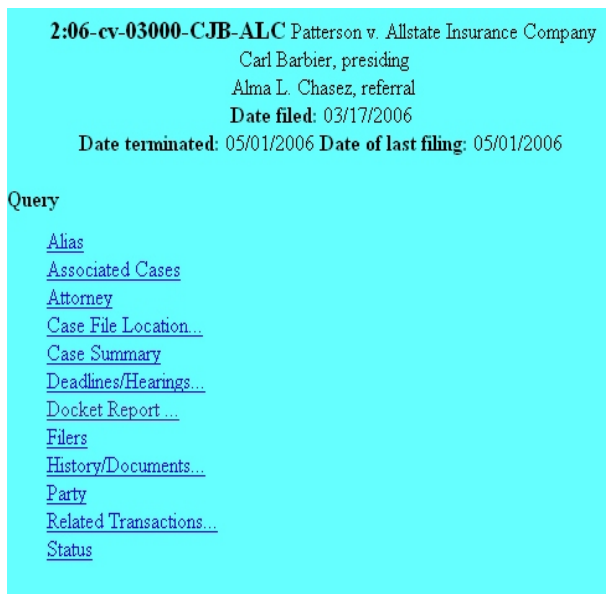 2:06-cv-03000-CJB-ALC Patterson v. Allstate Insurance Company
Carl Barbier, presiding
Alma L. Chasez, referral
Date filed: 03/17/2006
Date terminated: 05/01/2006 Date of last filing: 05/01/2006
Query
Alias
Associated Cases
Attorney
Case File Location...
Case Summary
Deadlines/Hearings...
Docket Report ...
Filers
History/Documents...
Party
Related Transactions...
Status